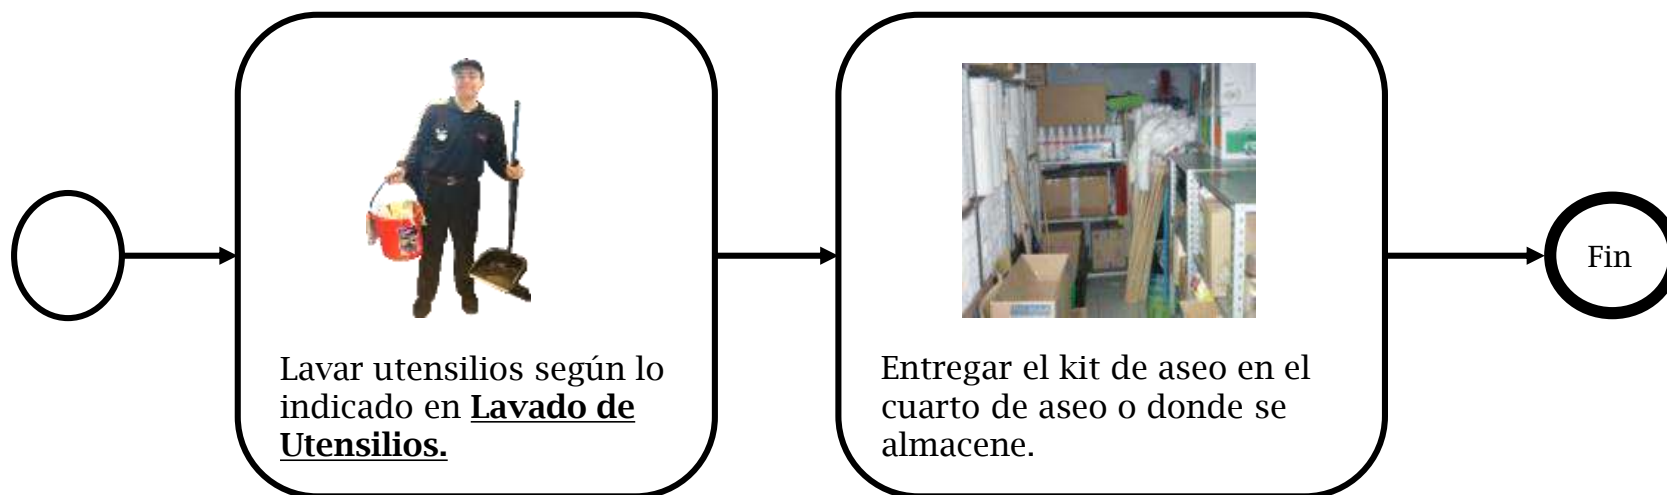 Lavar utensilios según lo
indicado en Lavado de
Utensilios.
Entregar el kit de aseo en el
cuarto de aseo o donde se
almacene.
Fin